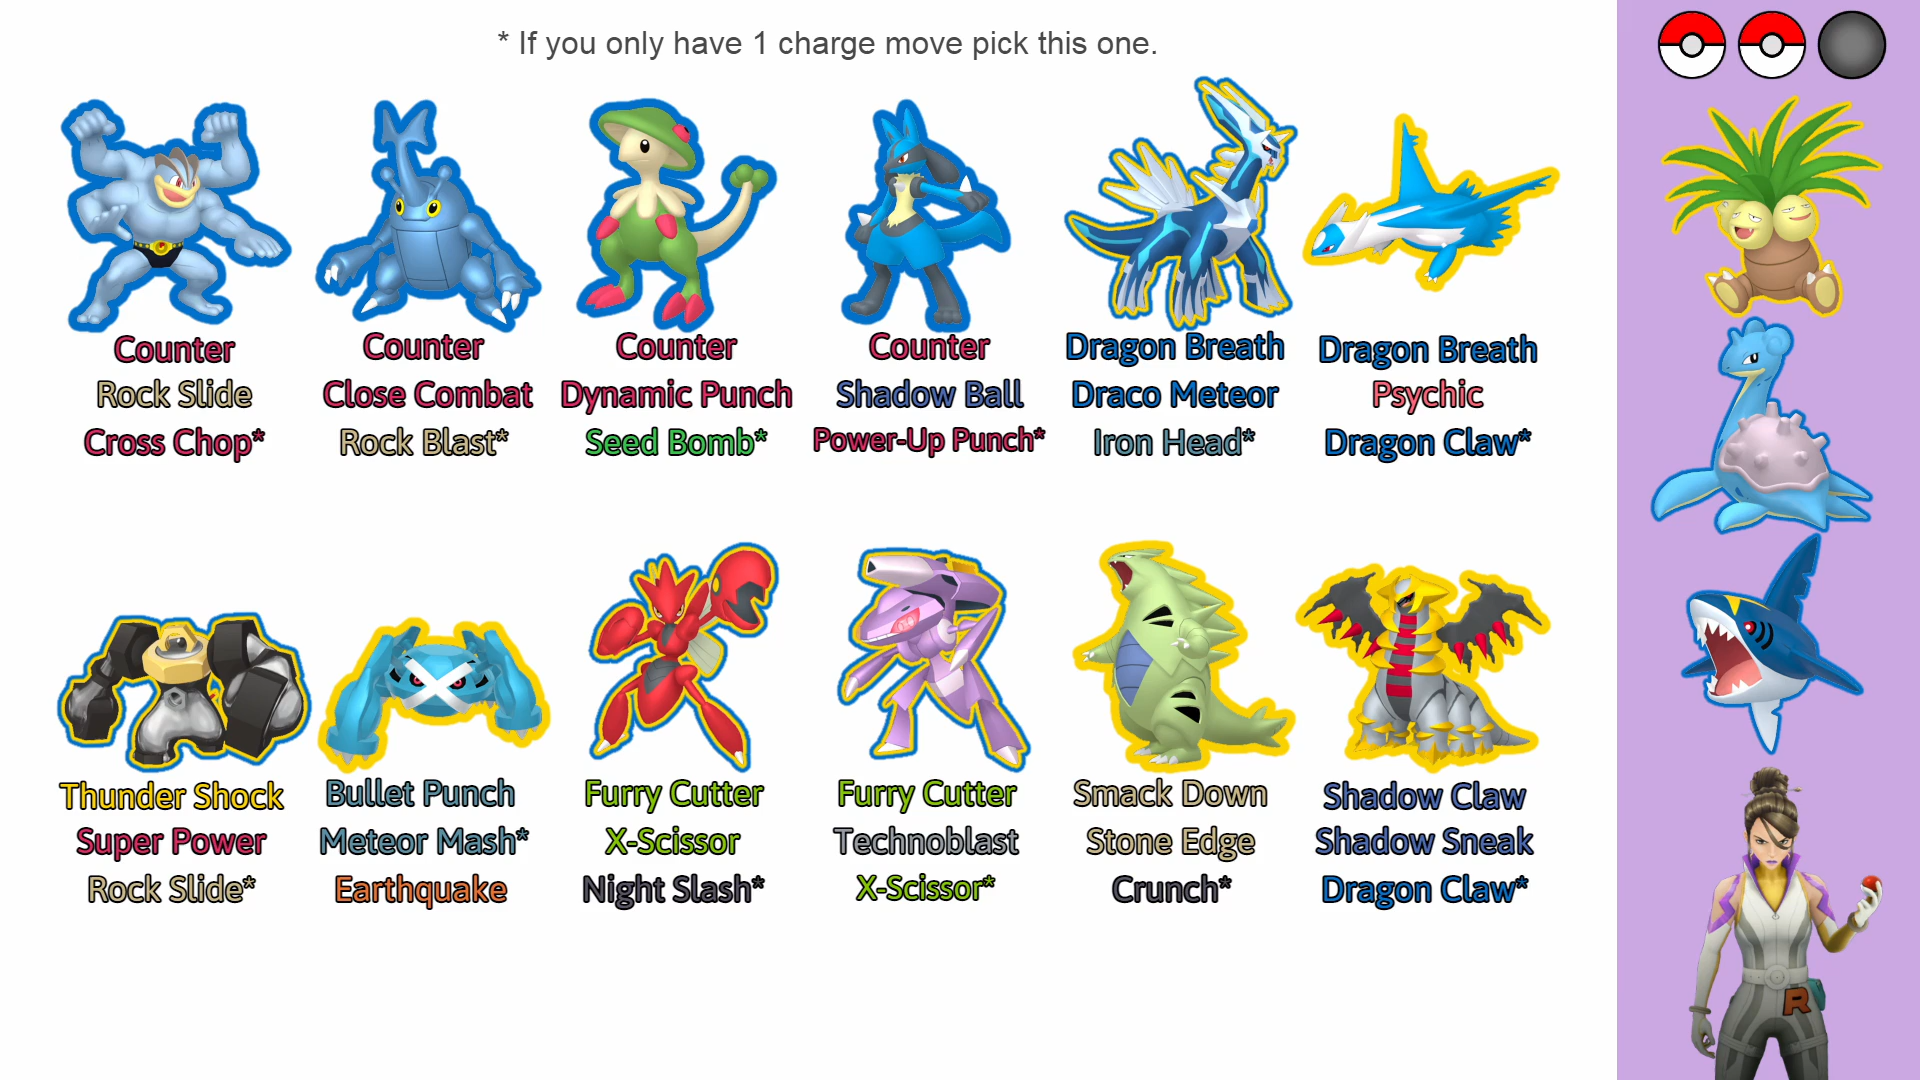 * If you only have 1 charge move pick this one.
Counter
Rock Slide
Cross Chop*
Counter
Close Combat
Rock Blast*
Counter
Dynamic Punch
Seed Bomb*
Counter
Shadow Ball
Power-Up Punch*
Dragon Breath
Draco Meteor
Iron Head*
Dragon Breath
Psychic
Dragon Claw*
Thunder Shock
Super Power
Rock Slide*
Bullet Punch
Meteor Mash*
Earthquake
Furry Cutter
X-Scissor
Night Slash*
Furry Cutter
Technoblast
X-Scissor*
Smack Down
Stone Edge
Crunch*
Shadow Claw
Shadow Sneak
Dragon Claw*
R